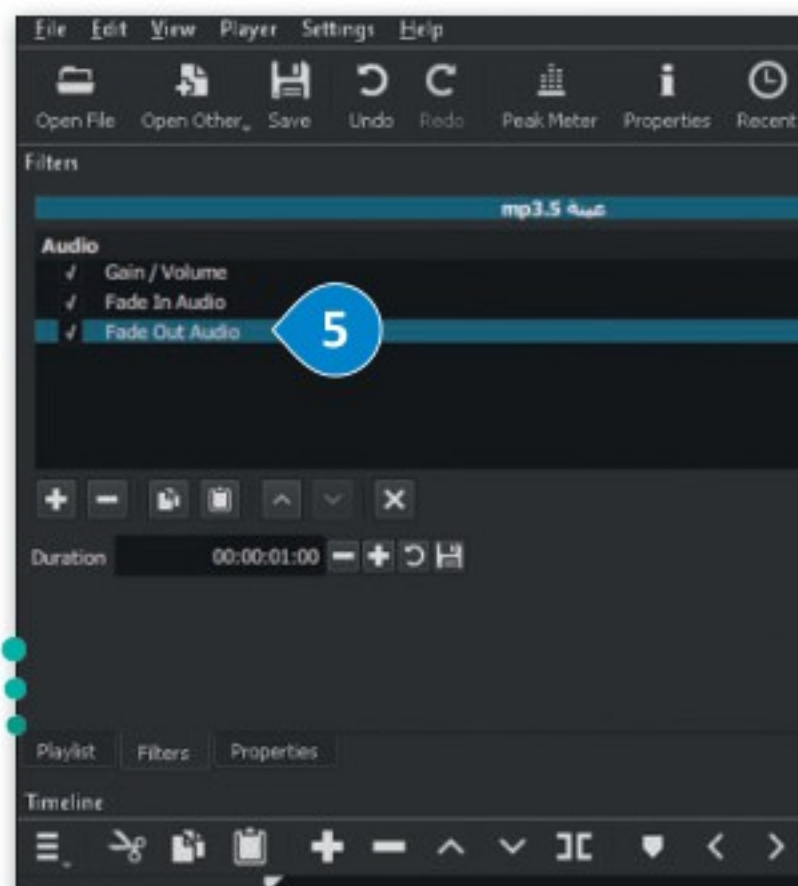 File Edit View Player Settings Help
Open File Open Other... Save Undo Redo Peak Meter Properties Recent
Filters
عينة 5.mp3
Audio
✓ Gain / Volume
✓ Fade In Audio
✓ Fade Out Audio
5
Duration 00:00:01:00
Playlist Filters Properties
Timeline